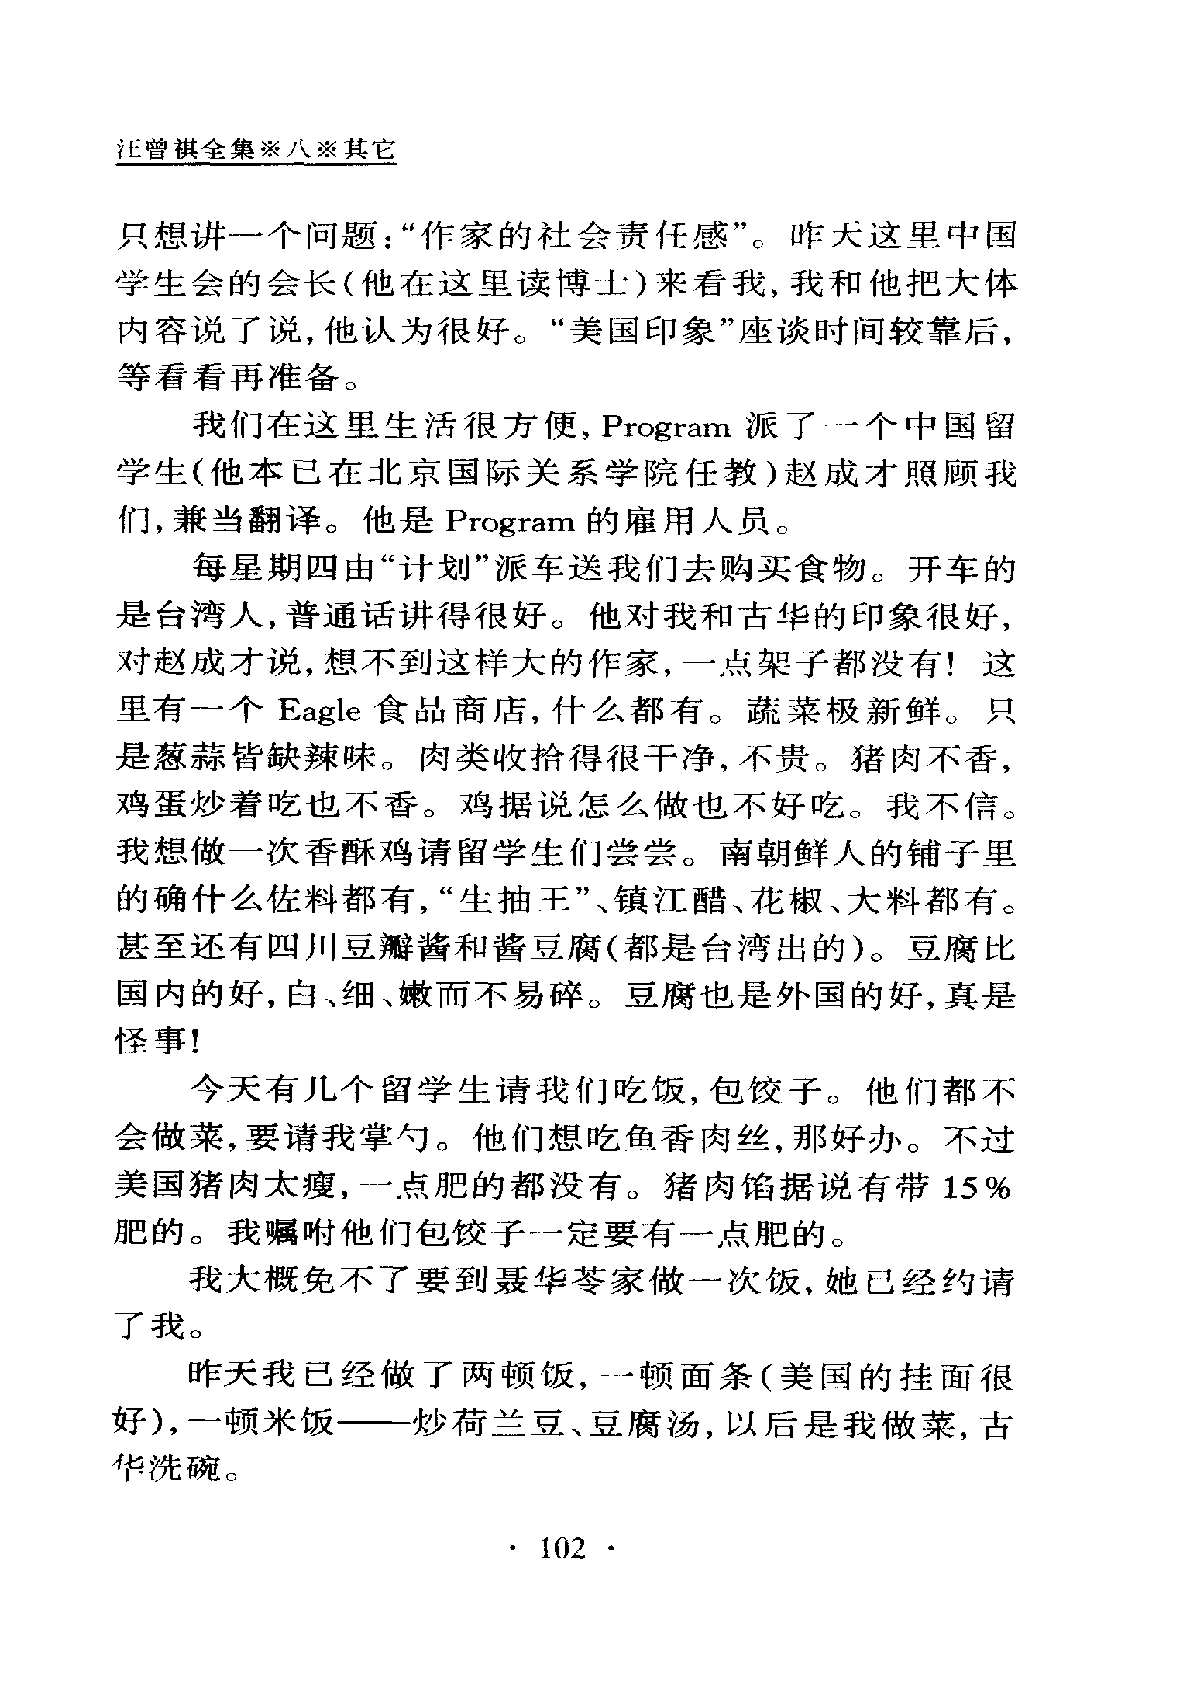 汪曾祺全集※八※其它
只想讲一个问题:“作家的社会责任感”。昨天这里中国
学生会的会长(他在这里读博士)来看我,我和他把大体
内容说了说,他认为很好。“美国印象”座谈时间较靠后,
等看看再准备。
我们在这里生活很方便, Program 派了一个中国留
学生(他本已在北京国际关系学院任教)赵成才照顾我
们,兼当翻译。他是 Program 的雇用人员。
每星期四由“计划”派车送我们去购买食物。开车的
是台湾人,普通话讲得很好。他对我和古华的印象很好,
对赵成才说,想不到这样大的作家,一点架子都没有! 这
里有一个 Eagle 食品商店,什么都有。蔬菜极新鲜。只
是葱蒜皆缺辣味。肉类收拾得很干净,不贵。猪肉不香,
鸡蛋炒着吃也不香。鸡据说怎么做也不好吃。我不信。
我想做一次香酥鸡请留学生们尝尝。南朝鲜人的铺子里
的确什么佐料都有,“生抽王”、镇江醋、花椒、大料都有。
甚至还有四川豆瓣酱和酱豆腐(都是台湾出的)。豆腐比
国内的好,白、细、嫩而不易碎。豆腐也是外国的好,真是
怪事!
今天有几个留学生请我们吃饭,包饺子。他们都不
会做菜,要请我掌勺。他们想吃鱼香肉丝,那好办。不过
美国猪肉太瘦,一点肥的都没有。猪肉馅据说有带 15%
肥的。我嘱咐他们包饺子一定要有一点肥的。
我大概免不了要到聂华苓家做一次饭,她已经约请
了我。
昨天我已经做了两顿饭,一顿面条(美国的挂面很
好),一顿米饭——炒荷兰豆、豆腐汤,以后是我做菜,古
华洗碗。
· 102 ·